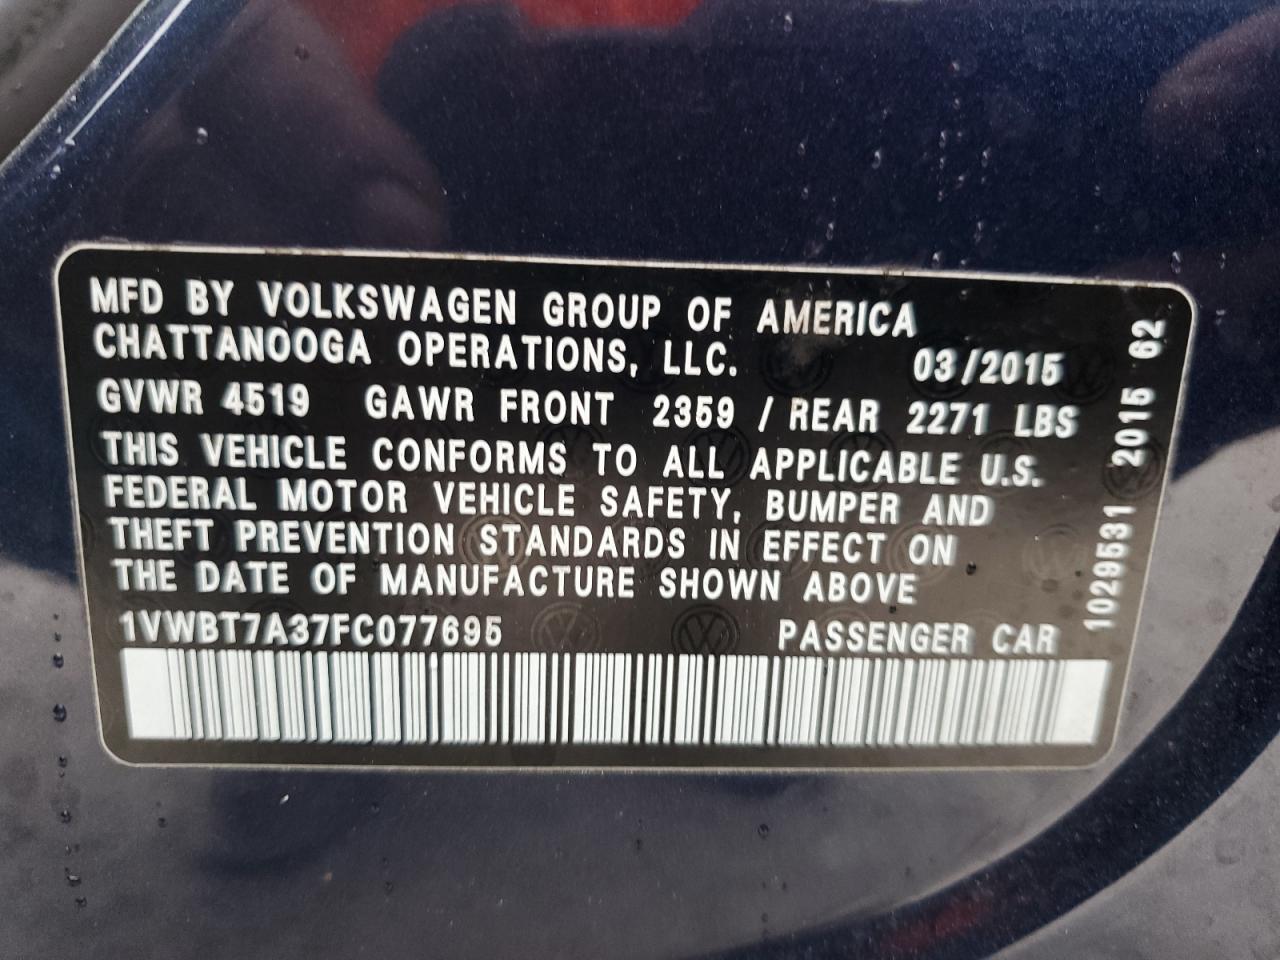 MFD BY VOLKSWAGEN GROUP OF AMERICA
CHATTANOOGA OPERATIONS, LLC. 03/2015
GVWR 4519 GAWR FRONT 2359 / REAR 2271 LBS
THIS VEHICLE CONFORMS TO ALL APPLICABLE U.S.
FEDERAL MOTOR VEHICLE SAFETY, BUMPER AND
THEFT PREVENTION STANDARDS IN EFFECT ON
THE DATE OF MANUFACTURE SHOWN ABOVE
1VWBT7A37FC077695 PASSENGER CAR
1029531 2015 62